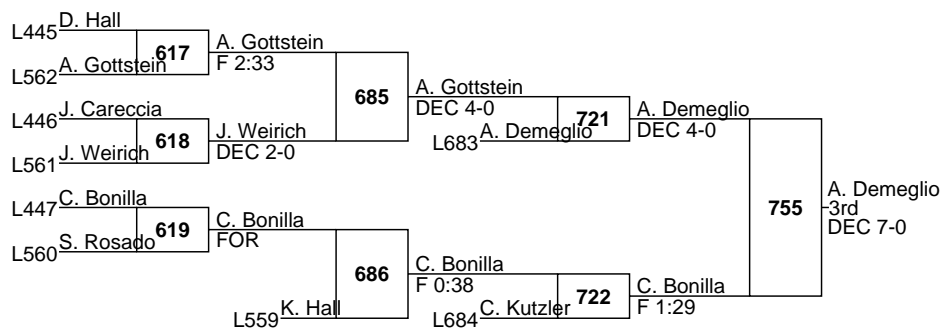 L445 D. Hall
617
A. Gottstein
F 2:33
L562 A. Gottstein
685
A. Gottstein
DEC 4-0
L446 J. Careccia
618
J. Weirich
DEC 2-0
L561 J. Weirich
L683 A. Demeglio
721
A. Demeglio
DEC 4-0
755
A. Demeglio
3rd
DEC 7-0
L447 C. Bonilla
619
C. Bonilla
FOR
L560 S. Rosado
686
C. Bonilla
F 0:38
L559 K. Hall
L684 C. Kutzler
722
C. Bonilla
F 1:29